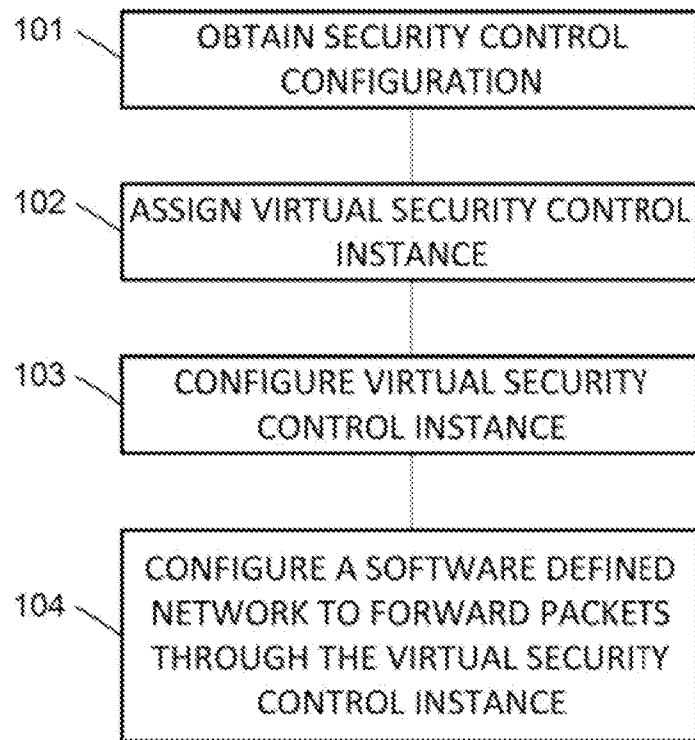 101
OBTAIN SECURITY CONTROL
CONFIGURATION
102
ASSIGN VIRTUAL SECURITY CONTROL
INSTANCE
103
CONFIGURE VIRTUAL SECURITY
CONTROL INSTANCE
104
CONFIGURE A SOFTWARE DEFINED
NETWORK TO FORWARD PACKETS
THROUGH THE VIRTUAL SECURITY
CONTROL INSTANCE